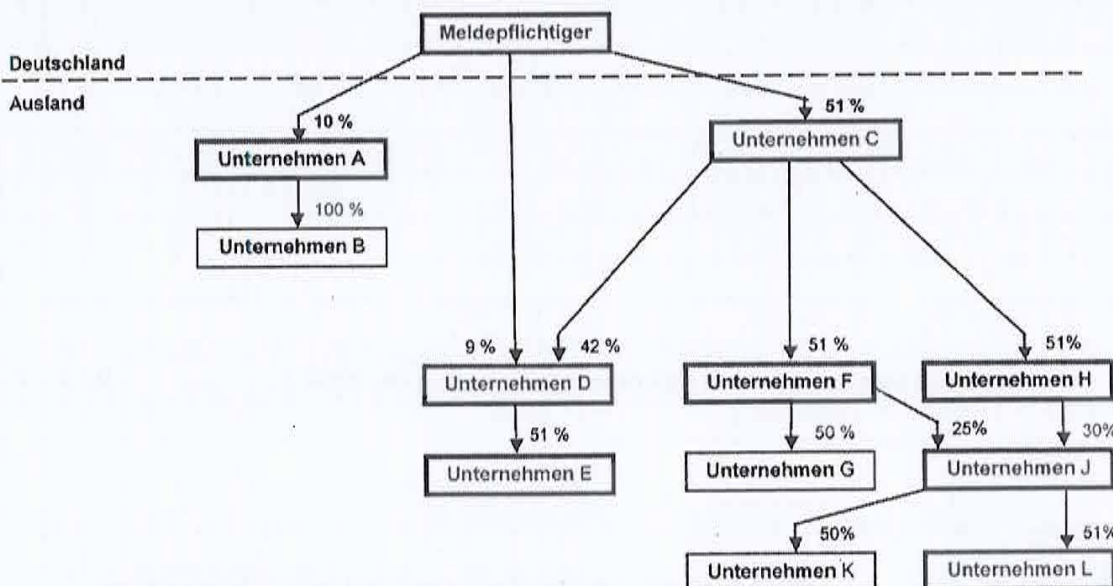 Meldepflichtiger
Deutschland
Ausland
10 %
51 %
Unternehmen A
Unternehmen C
100 %
Unternehmen B
9 %
42 %
51 %
51%
Unternehmen D
Unternehmen F
Unternehmen H
51 %
50 %
25%
30%
Unternehmen E
Unternehmen G
Unternehmen J
50%
51%
Unternehmen K
Unternehmen L